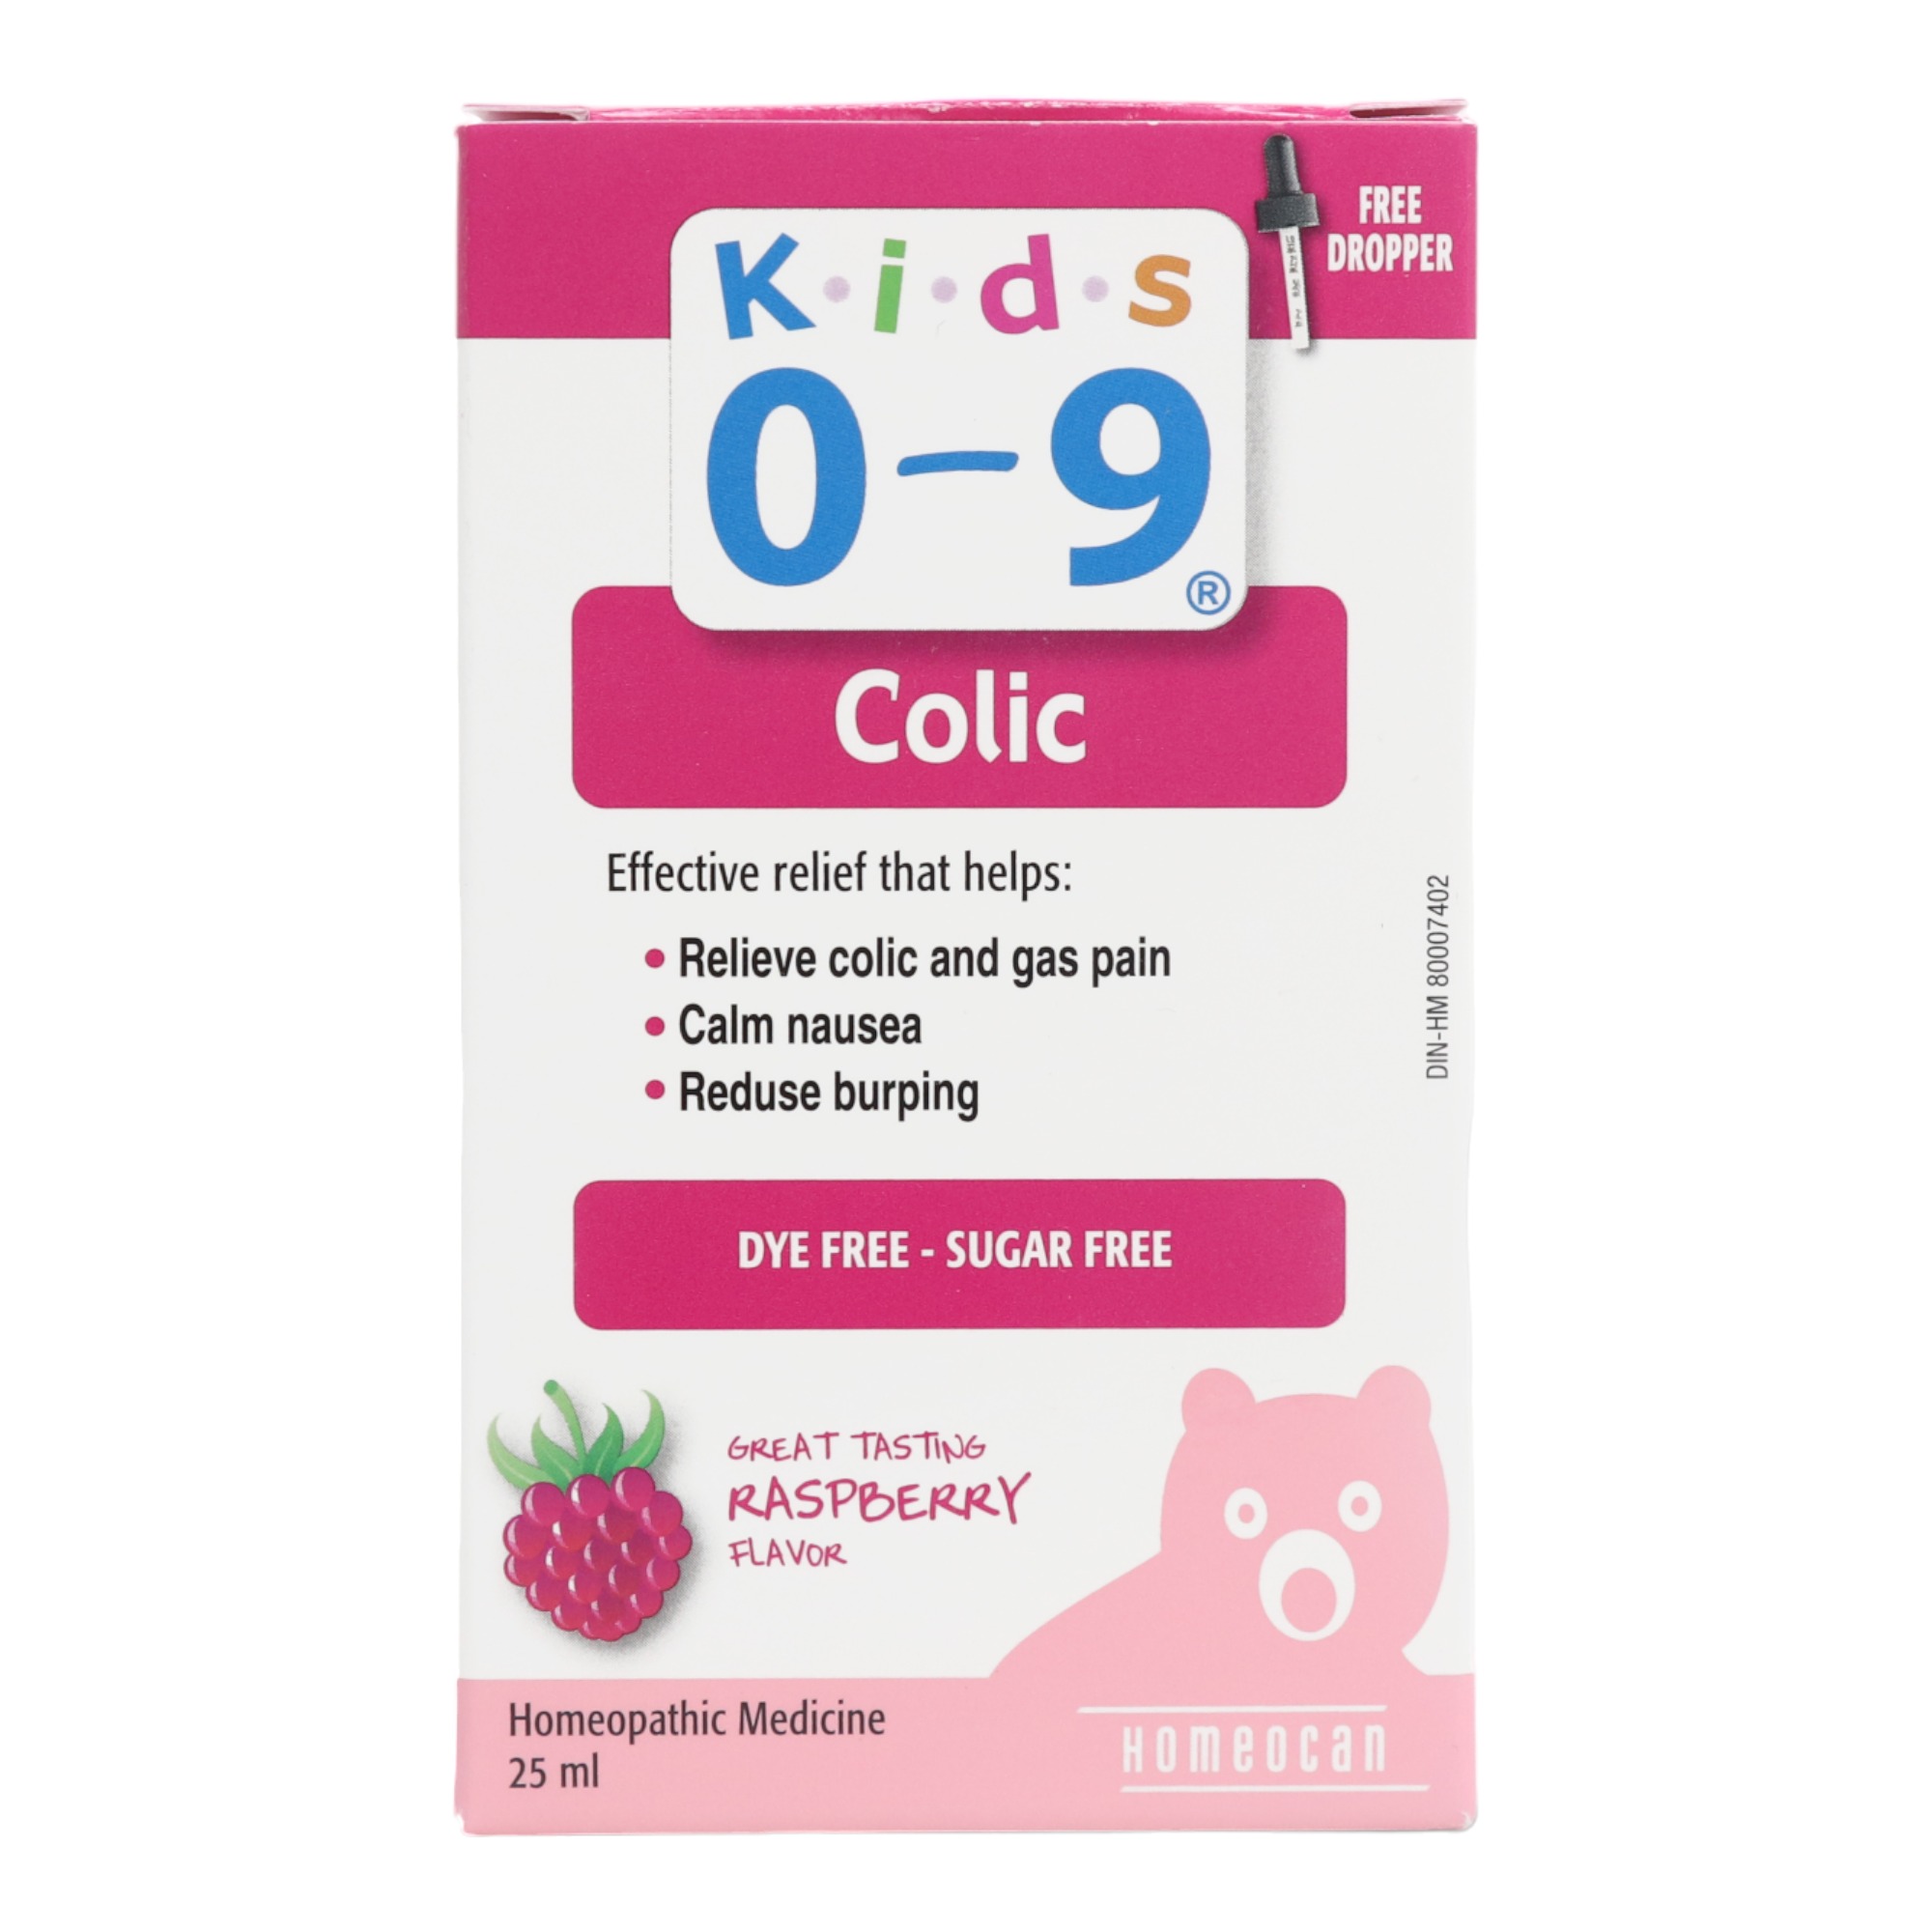 FREE
DROPPER
K·i·d·s
0-9®
Colic
Effective relief that helps:
• Relieve colic and gas pain
• Calm nausea
• Reduse burping
DIN-HM 80007402
DYE FREE - SUGAR FREE
GREAT TASTING
RASPBERRY
FLAVOR
Homeopathic Medicine
25 ml
HOMEOCAN